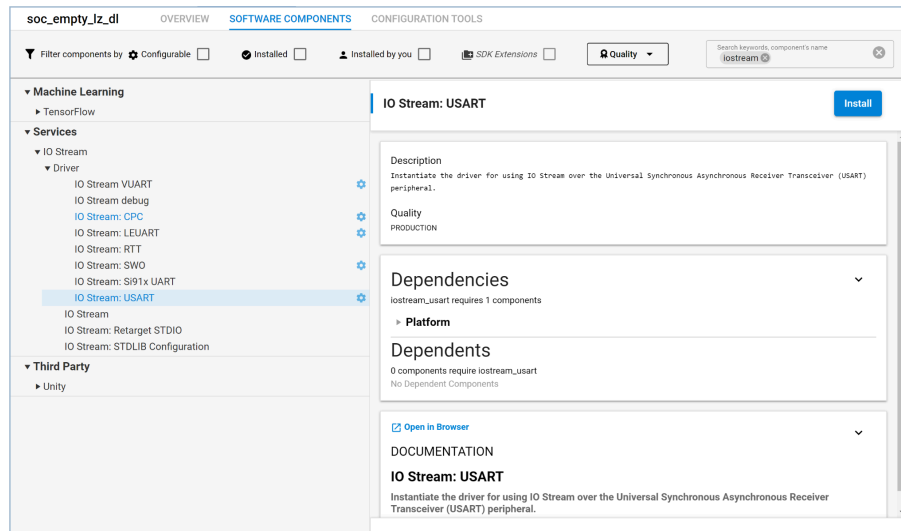 soc_empty_lz_dl OVERVIEW SOFTWARE COMPONENTS CONFIGURATION TOOLS
Filter components by Configurable Installed Installed by you SDK Extensions Quality
Search keywords, component's name
iostream
Machine Learning
TensorFlow
Services
IO Stream
Driver
IO Stream VUART
IO Stream debug
IO Stream: CPC
IO Stream: LEUART
IO Stream: RTT
IO Stream: SWO
IO Stream: Si91x UART
IO Stream: USART
IO Stream
IO Stream: Retarget STDIO
IO Stream: STDLIB Configuration
Third Party
Unity
IO Stream: USART
Install
Description
Instantiate the driver for using IO Stream over the Universal Synchronous Asynchronous Receiver Transceiver (USART)
peripheral.
Quality
PRODUCTION
Dependencies
iostream_usart requires 1 components
Platform
Dependents
0 components require iostream_usart
No Dependent Components
Open in Browser
DOCUMENTATION
IO Stream: USART
Instantiate the driver for using IO Stream over the Universal Synchronous Asynchronous Receiver
Transceiver (USART) peripheral.